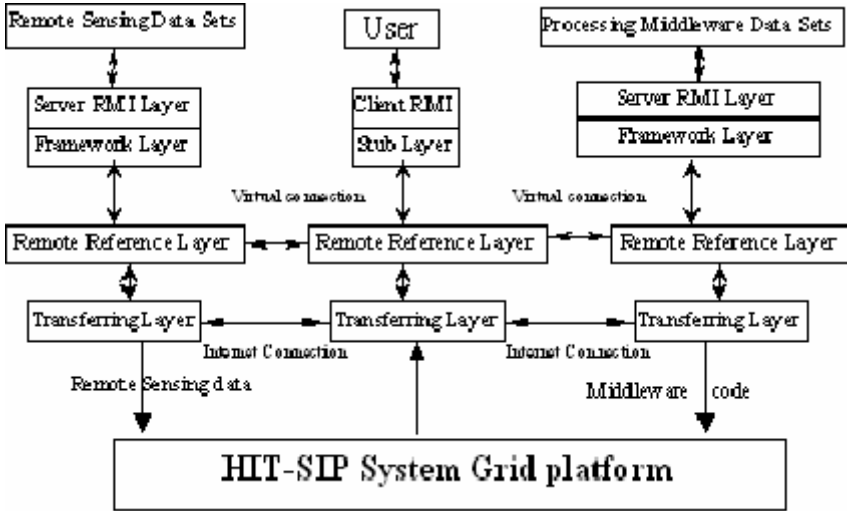 Remote Sensing Data Sets
User
Processing Middleware Data Sets
Server RMI Layer
Framework Layer
Client RMI
Stub Layer
Server RMI Layer
Framework Layer
Virtual connection
Virtual connection
Remote Reference Layer
Remote Reference Layer
Remote Reference Layer
Transferring Layer
Transferring Layer
Transferring Layer
Internet Connection
Internet Connection
Remote Sensing data
Middleware code
HIT-SIP System Grid platform